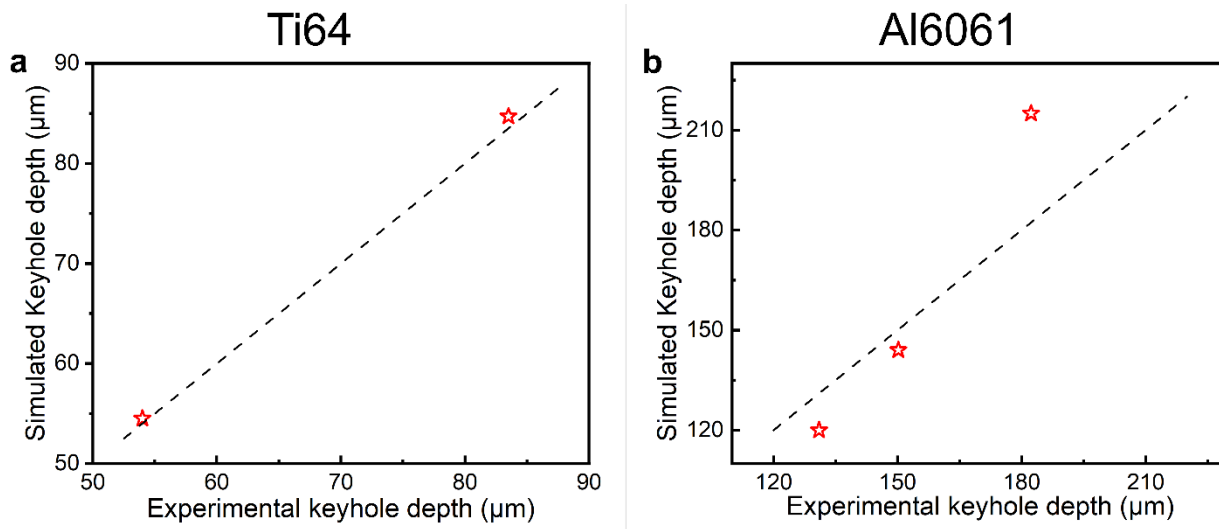 Ti64
a
90
80
70
60
50
50 60 70 80 90
Simulated Keyhole depth (µm)
Experimental keyhole depth (µm)
Al6061
b
210
180
150
120
120 150 180 210
Simulated Keyhole depth (µm)
Experimental keyhole depth (µm)